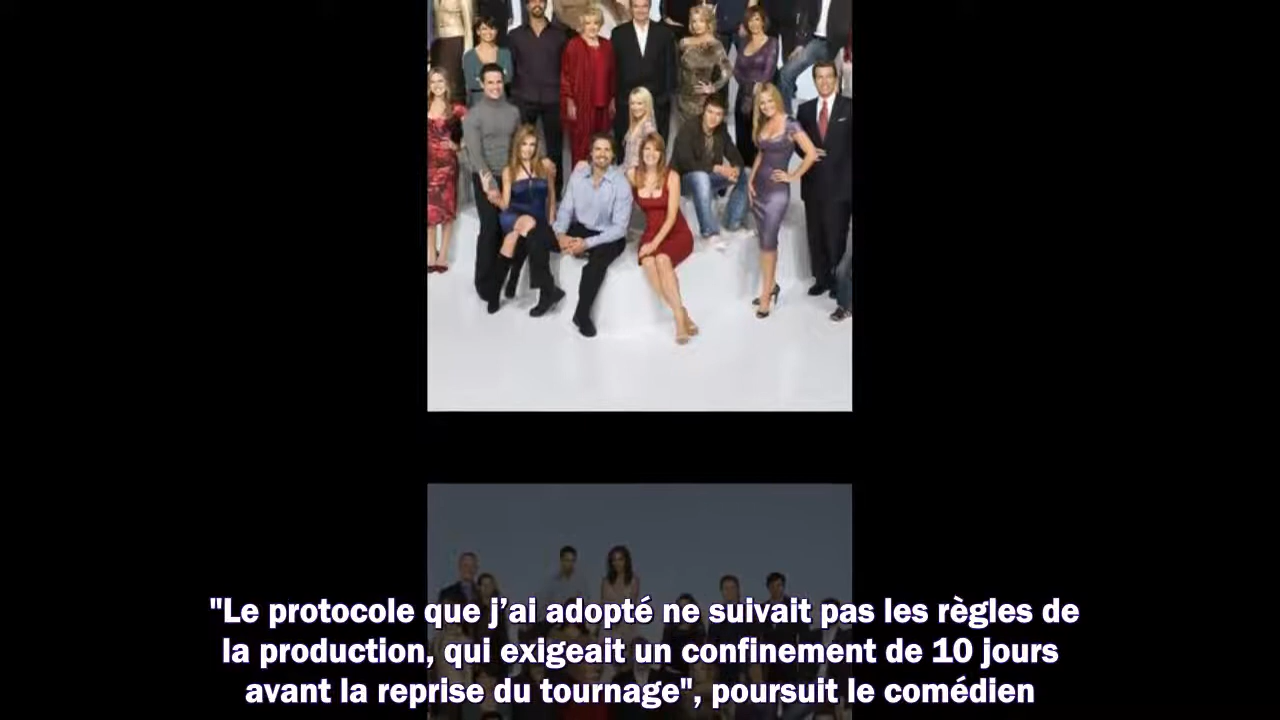 "Le protocole que j’ai adopté ne suivait pas les règles de
la production, qui exigeait un confinement de 10 jours
avant la reprise du tournage", poursuit le comédien